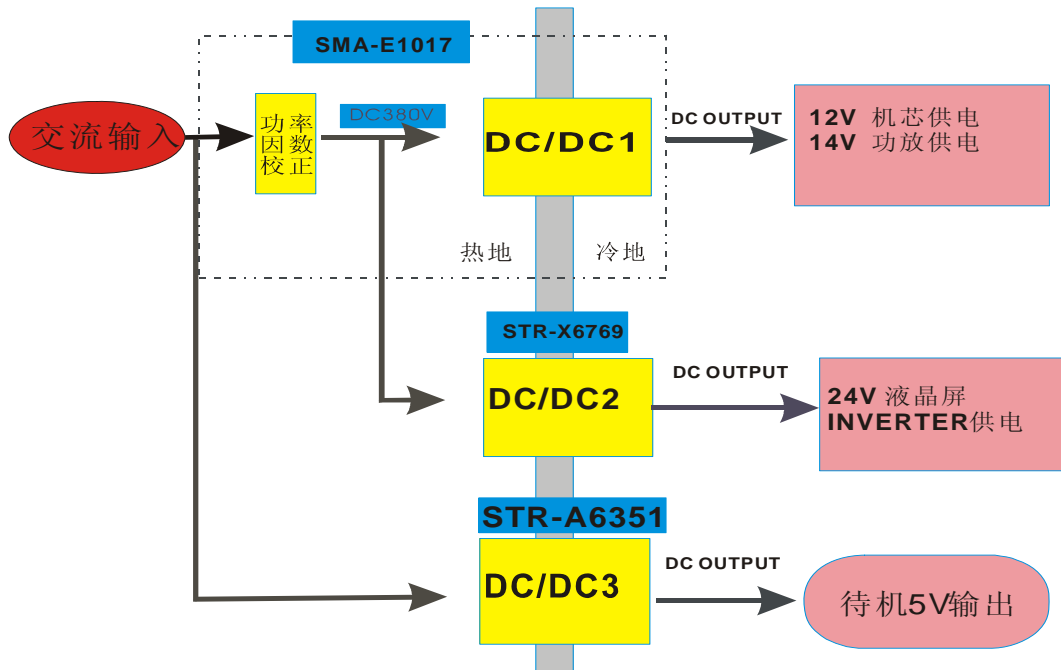 SMA-E1017
交流输入
功率
因数
校正
DC380V
DC/DC1
DC OUTPUT
12V 机芯供电
14V 功放供电
热地
冷地
STR-X6769
DC/DC2
DC OUTPUT
24V 液晶屏
INVERTER供电
STR-A6351
DC/DC3
DC OUTPUT
待机5V输出